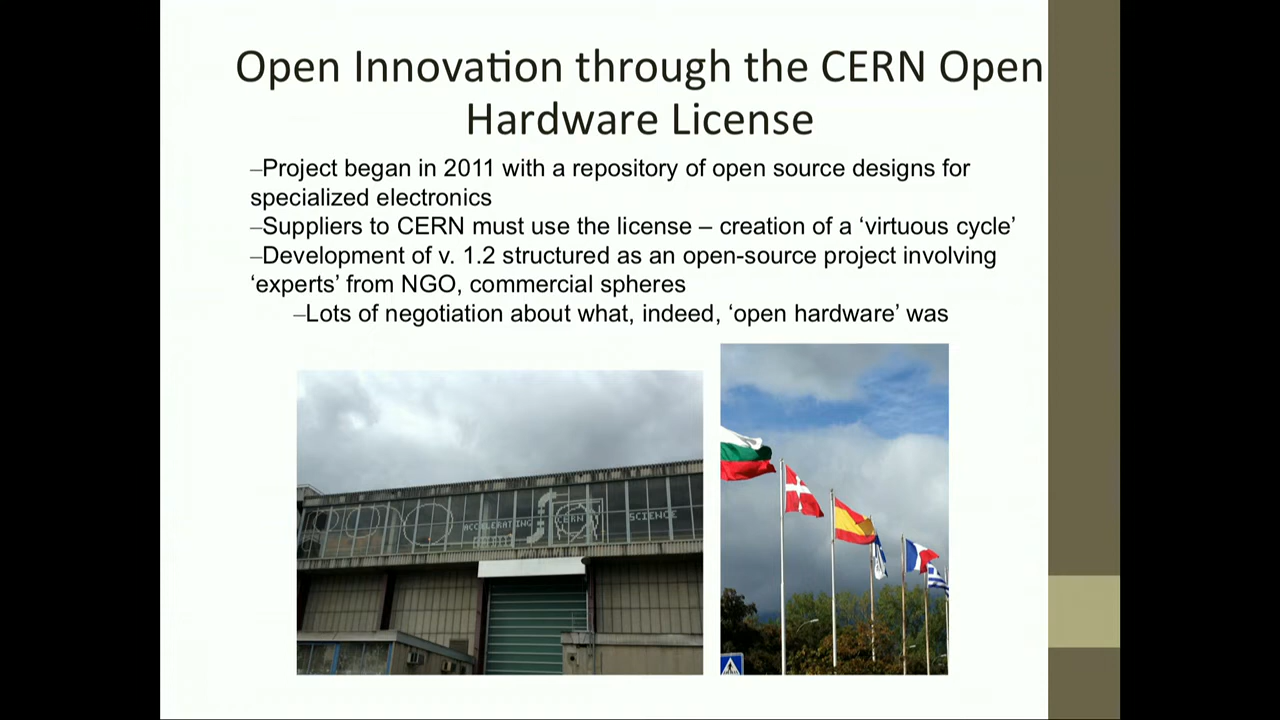 Open Innovation through the CERN Open
Hardware License
–Project began in 2011 with a repository of open source designs for
specialized electronics
–Suppliers to CERN must use the license – creation of a ‘virtuous cycle’
–Development of v. 1.2 structured as an open-source project involving
‘experts’ from NGO, commercial spheres
–Lots of negotiation about what, indeed, ‘open hardware’ was
ACCELERATING CERN SCIENCE